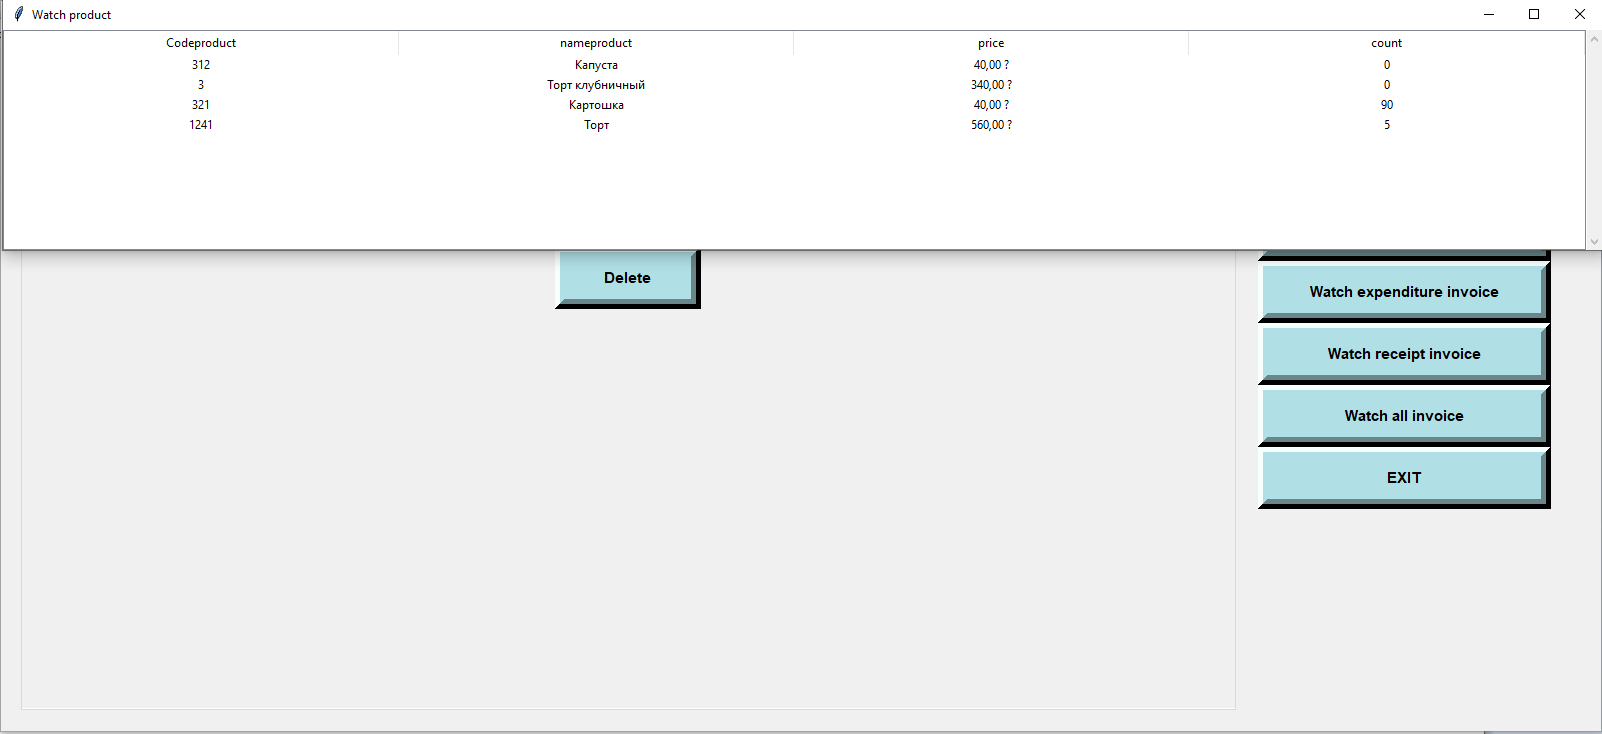 Watch product
Codeproduct nameproduct price count
312 Капуста 40,00 ? 0
3 Торт клубничный 340,00 ? 0
321 Картошка 40,00 ? 90
1241 Торт 560,00 ? 5
Delete
Watch expenditure invoice
Watch receipt invoice
Watch all invoice
EXIT